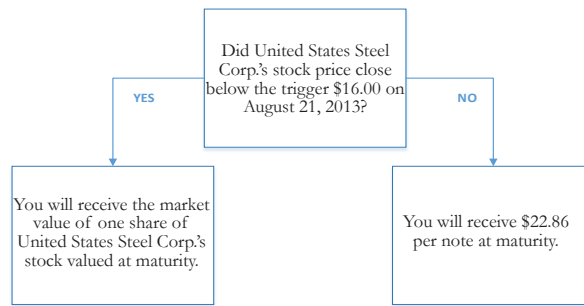 Did United States Steel
Corp.'s stock price close
below the trigger $16.00 on
August 21, 2013?
YES
NO
You will receive the market
value of one share of
United States Steel Corp.'s
stock valued at maturity.
You will receive $22.86
per note at maturity.